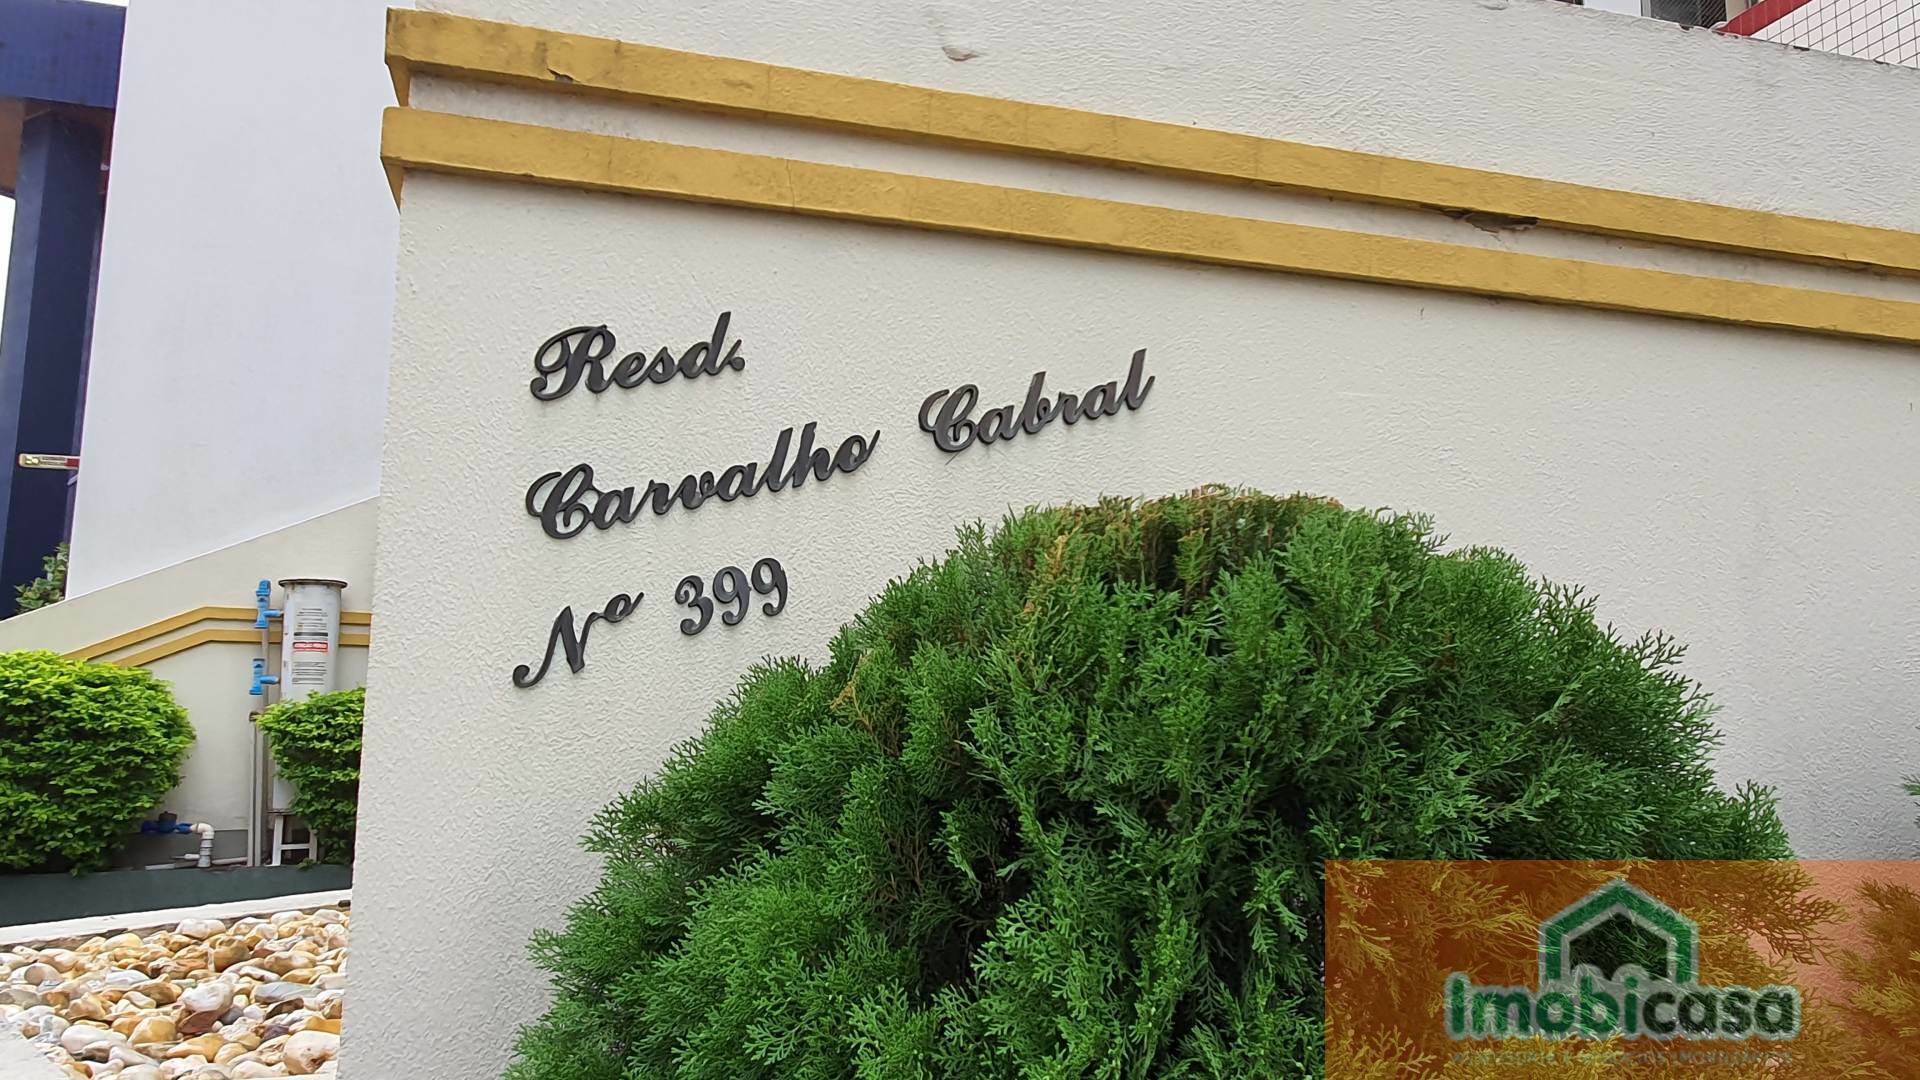 Resd.
Carvalho Cabral
Nº 399
Imobicasa